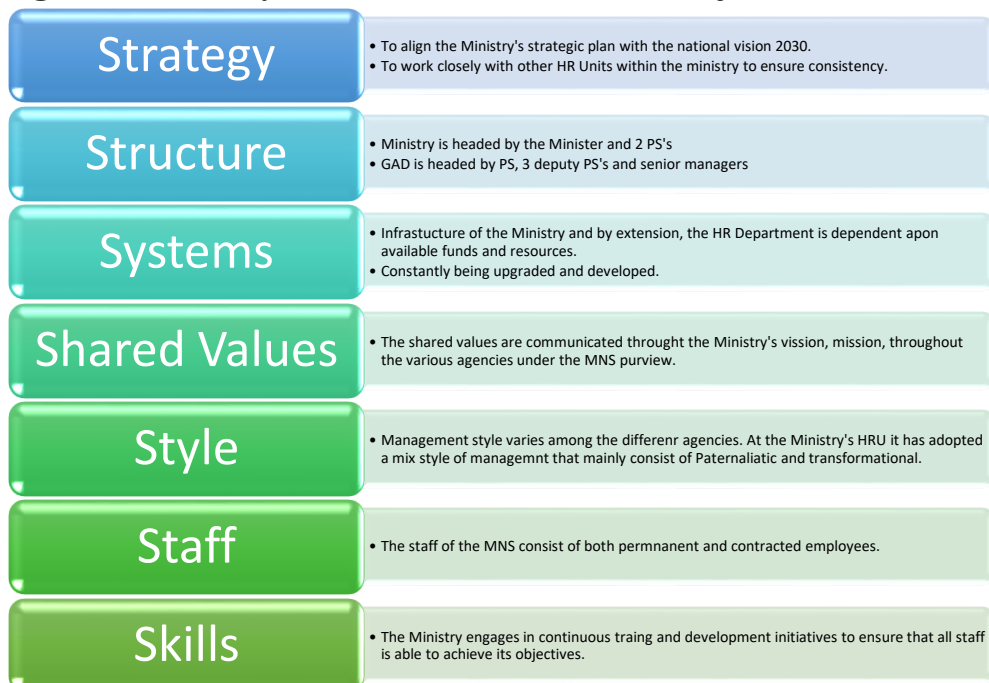 Strategy
• To align the Ministry's strategic plan with the national vision 2030.
• To work closely with other HR Units within the ministry to ensure consistency.
Structure
• Ministry is headed by the Minister and 2 PS's
• GAD is headed by PS, 3 deputy PS's and senior managers
Systems
• Infrastucture of the Ministry and by extension, the HR Department is dependent apon
available funds and resources.
• Constantly being upgraded and developed.
Shared Values
• The shared values are communicated throught the Ministry's vission, mission, throughout
the various agencies under the MNS purview.
Style
• Management style varies among the differenr agencies. At the Ministry's HRU it has adopted
a mix style of managemnt that mainly consist of Paternaliatic and transformational.
Staff
• The staff of the MNS consist of both permnanent and contracted employees.
Skills
• The Ministry engages in continuous traing and development initiatives to ensure that all staff
is able to achieve its objectives.